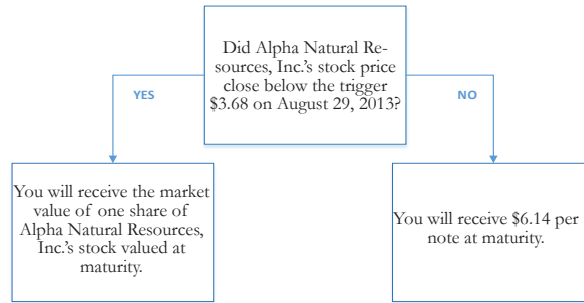 Did Alpha Natural Re-
sources, Inc.'s stock price
close below the trigger
$3.68 on August 29, 2013?
YES
NO
You will receive the market
value of one share of
Alpha Natural Resources,
Inc.'s stock valued at
maturity.
You will receive $6.14 per
note at maturity.